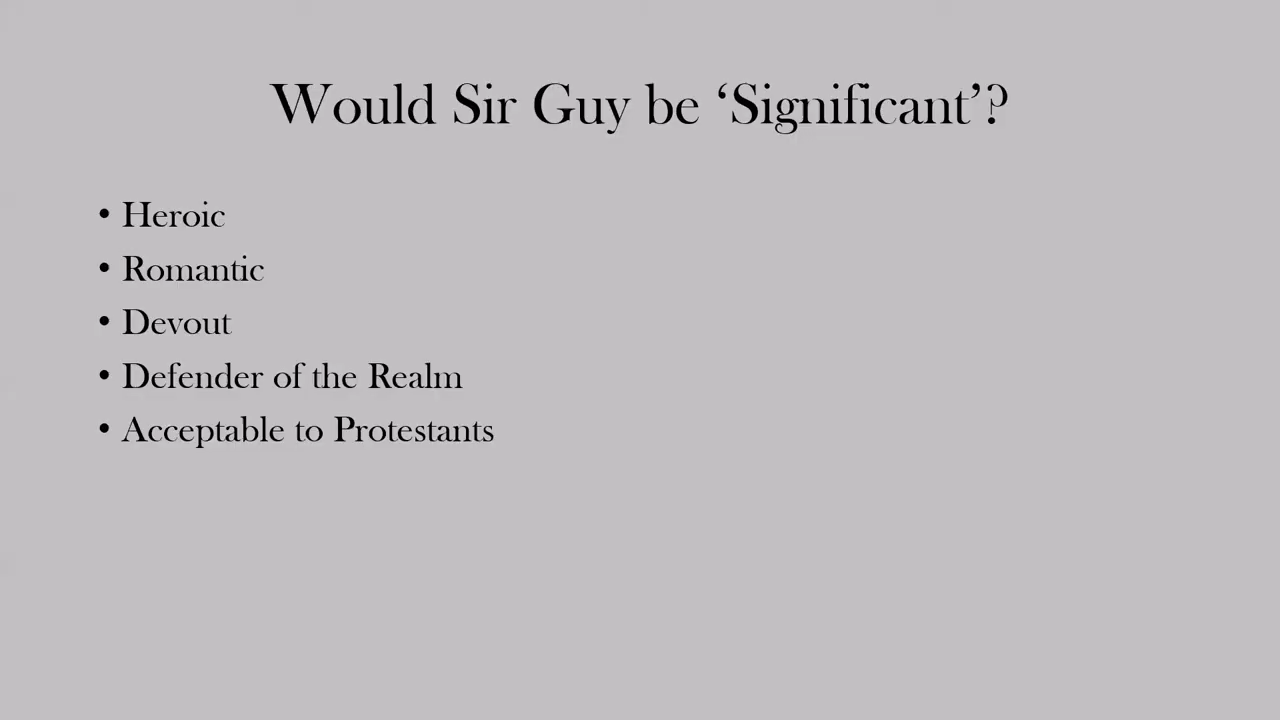 Would Sir Guy be ‘Significant’?
• Heroic
• Romantic
• Devout
• Defender of the Realm
• Acceptable to Protestants